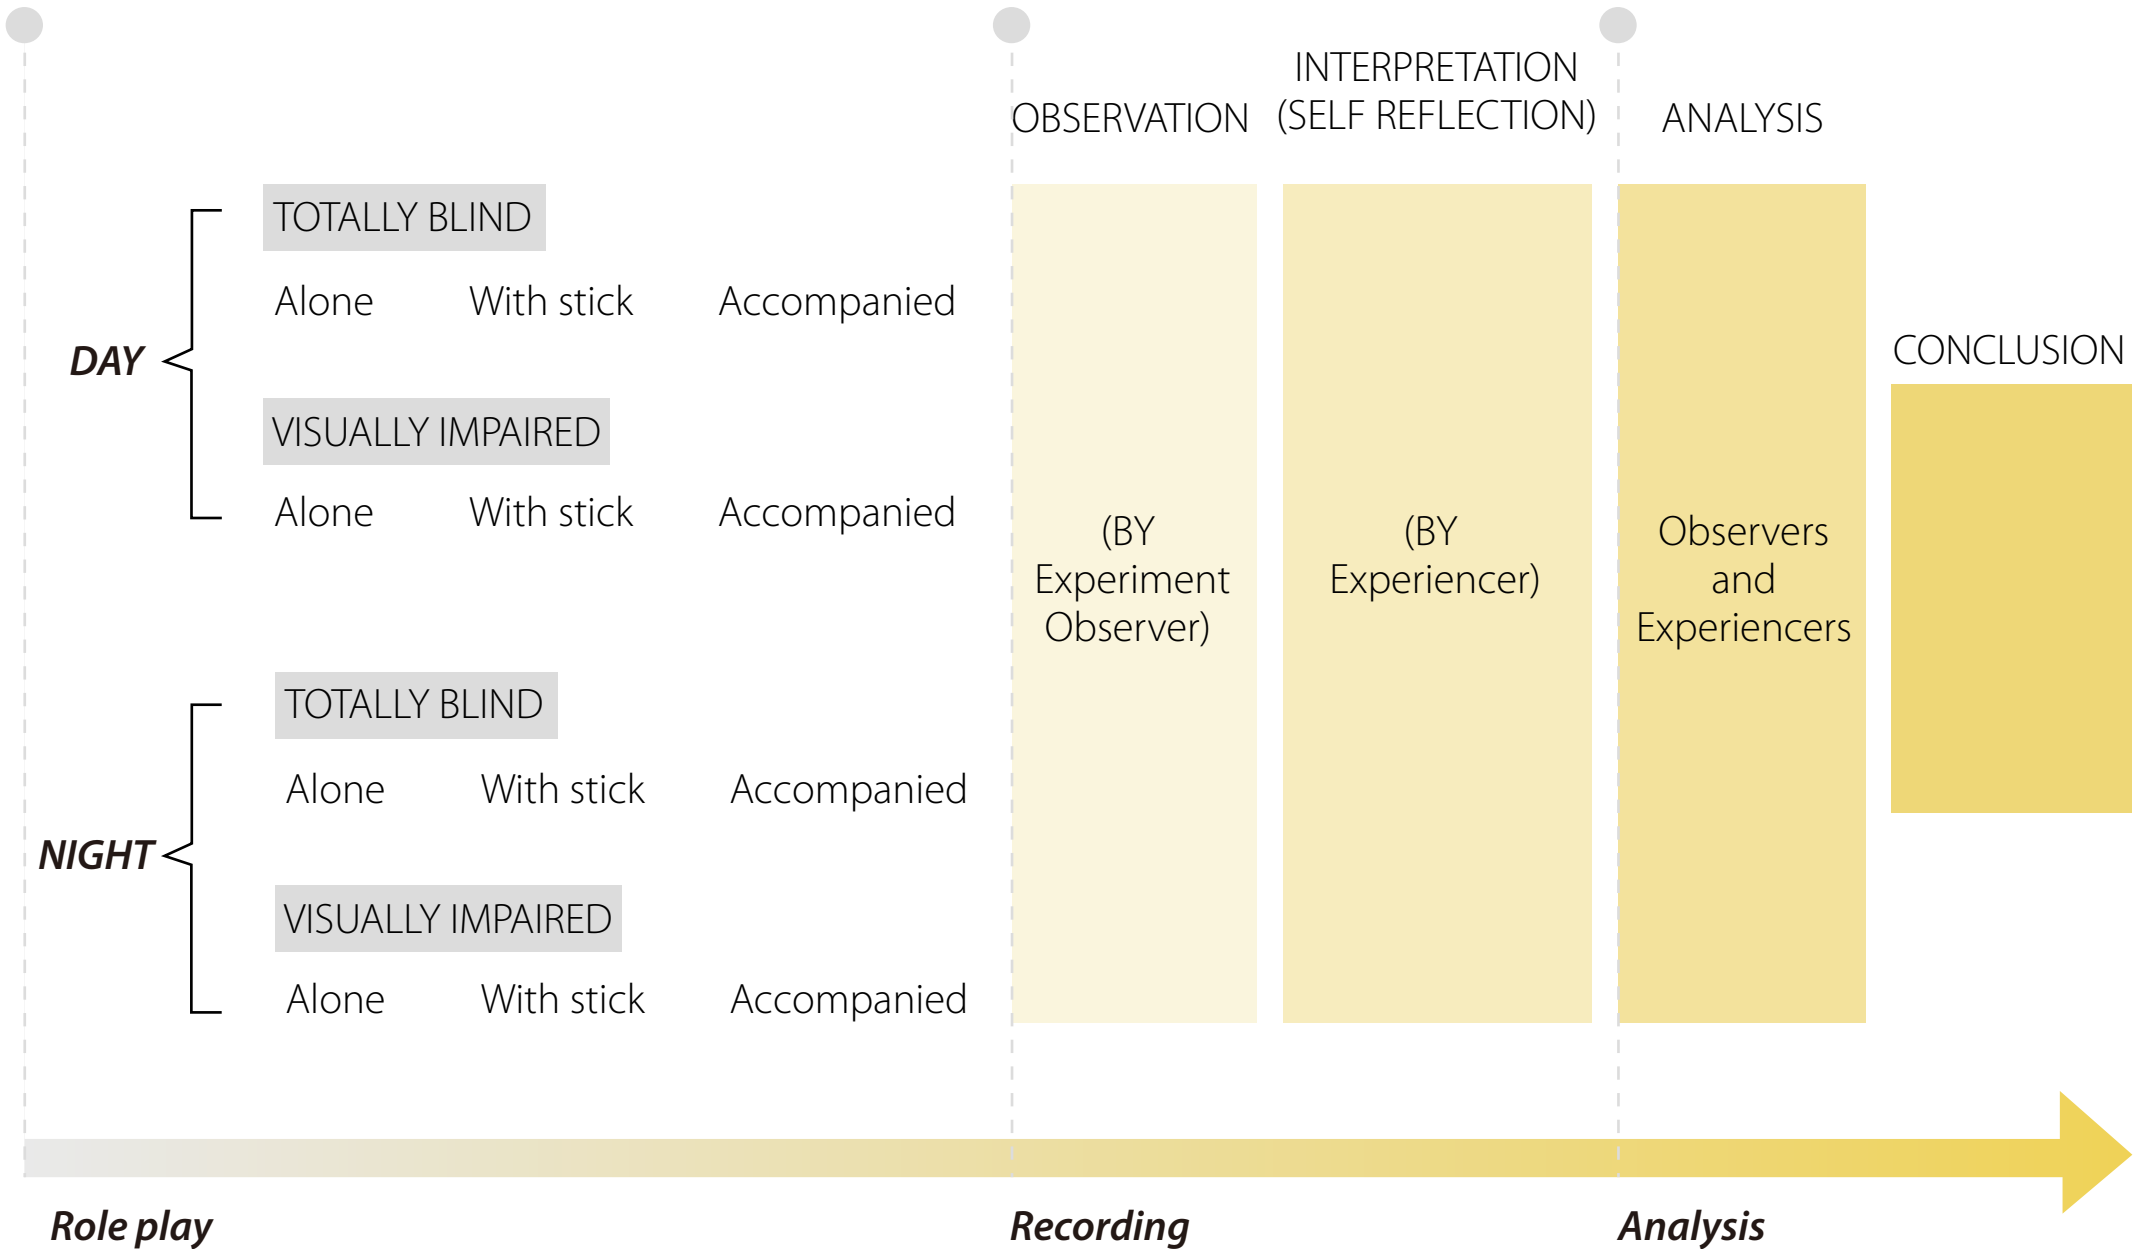 OBSERVATION
INTERPRETATION
(SELF REFLECTION)
ANALYSIS
DAY
TOTALLY BLIND
Alone With stick Accompanied
VISUALLY IMPAIRED
Alone With stick Accompanied
NIGHT
TOTALLY BLIND
Alone With stick Accompanied
VISUALLY IMPAIRED
Alone With stick Accompanied
(BY
Experiment
Observer)
(BY
Experiencer)
Observers
and
Experiencers
CONCLUSION
Role play
Recording
Analysis